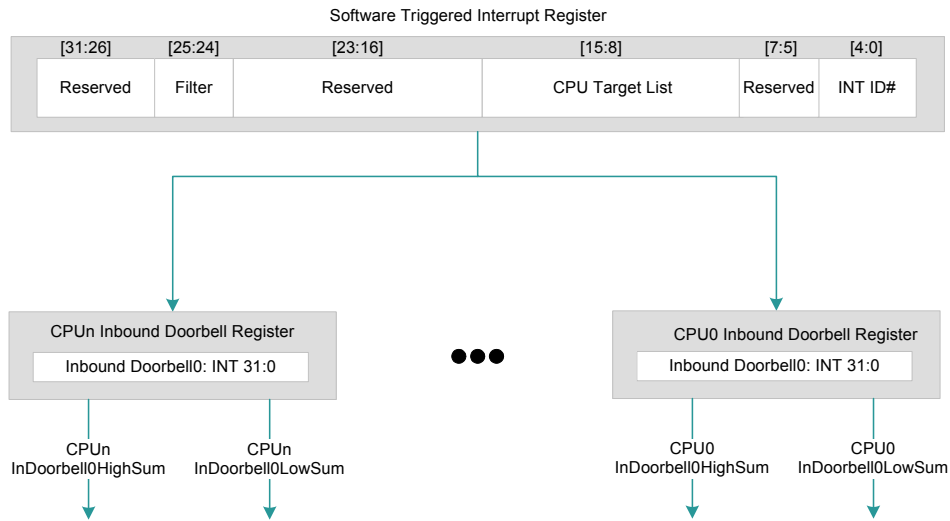 Software Triggered Interrupt Register
[31:26] [25:24] [23:16] [15:8] [7:5] [4:0]
Reserved Filter Reserved CPU Target List Reserved INT ID#
CPUn Inbound Doorbell Register
Inbound Doorbell0: INT 31:0
CPU0 Inbound Doorbell Register
Inbound Doorbell0: INT 31:0
CPUn
InDoorbell0HighSum
CPUn
InDoorbell0LowSum
CPU0
InDoorbell0HighSum
CPU0
InDoorbell0LowSum